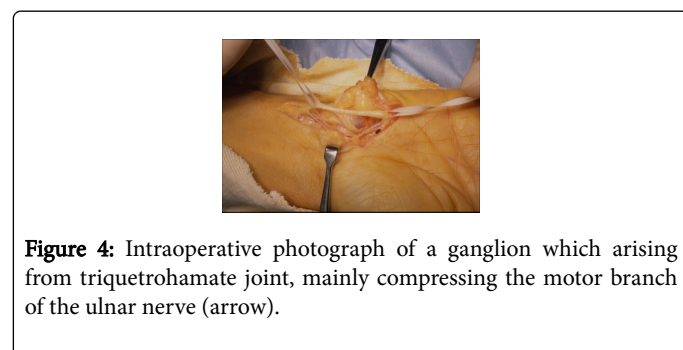 Figure 4: Intraoperative photograph of a ganglion which arising
from triquetrohamate joint, mainly compressing the motor branch
of the ulnar nerve (arrow).